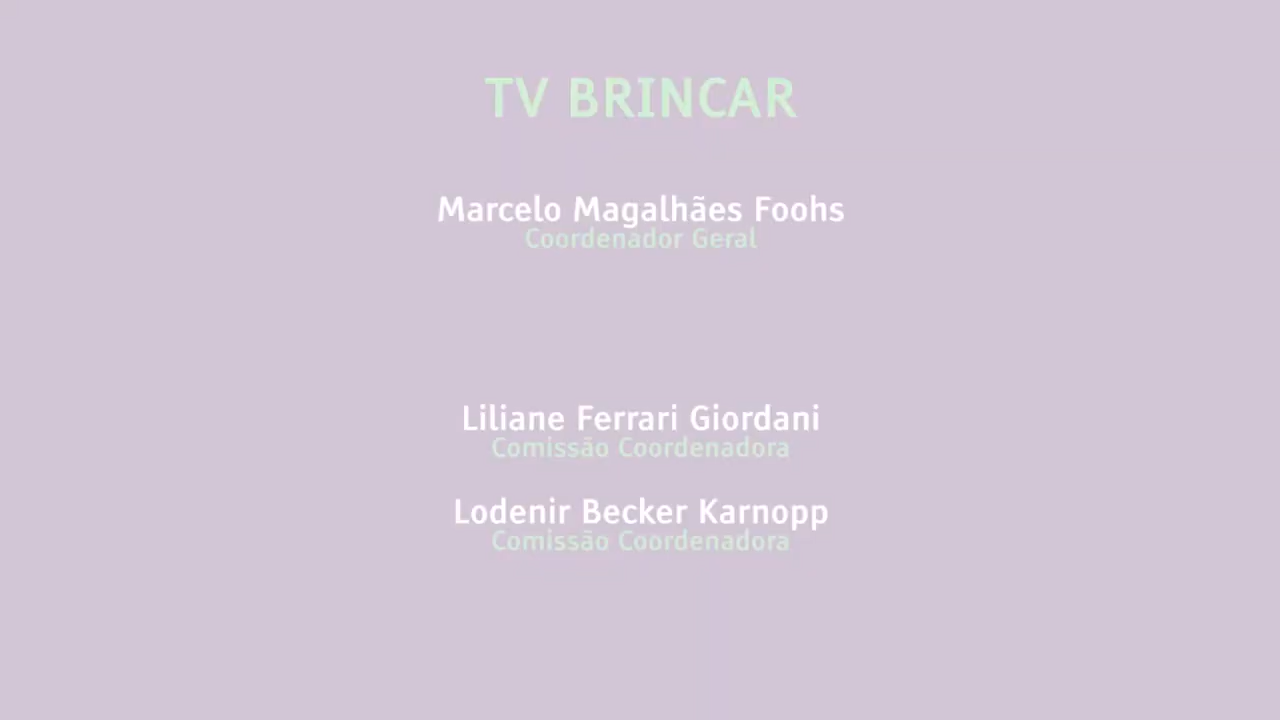 TV BRINCAR
Marcelo Magalhães Foohs
Coordenador Geral
Liliane Ferrari Giordani
Comissão Coordenadora
Lodenir Becker Karnopp
Comissão Coordenadora